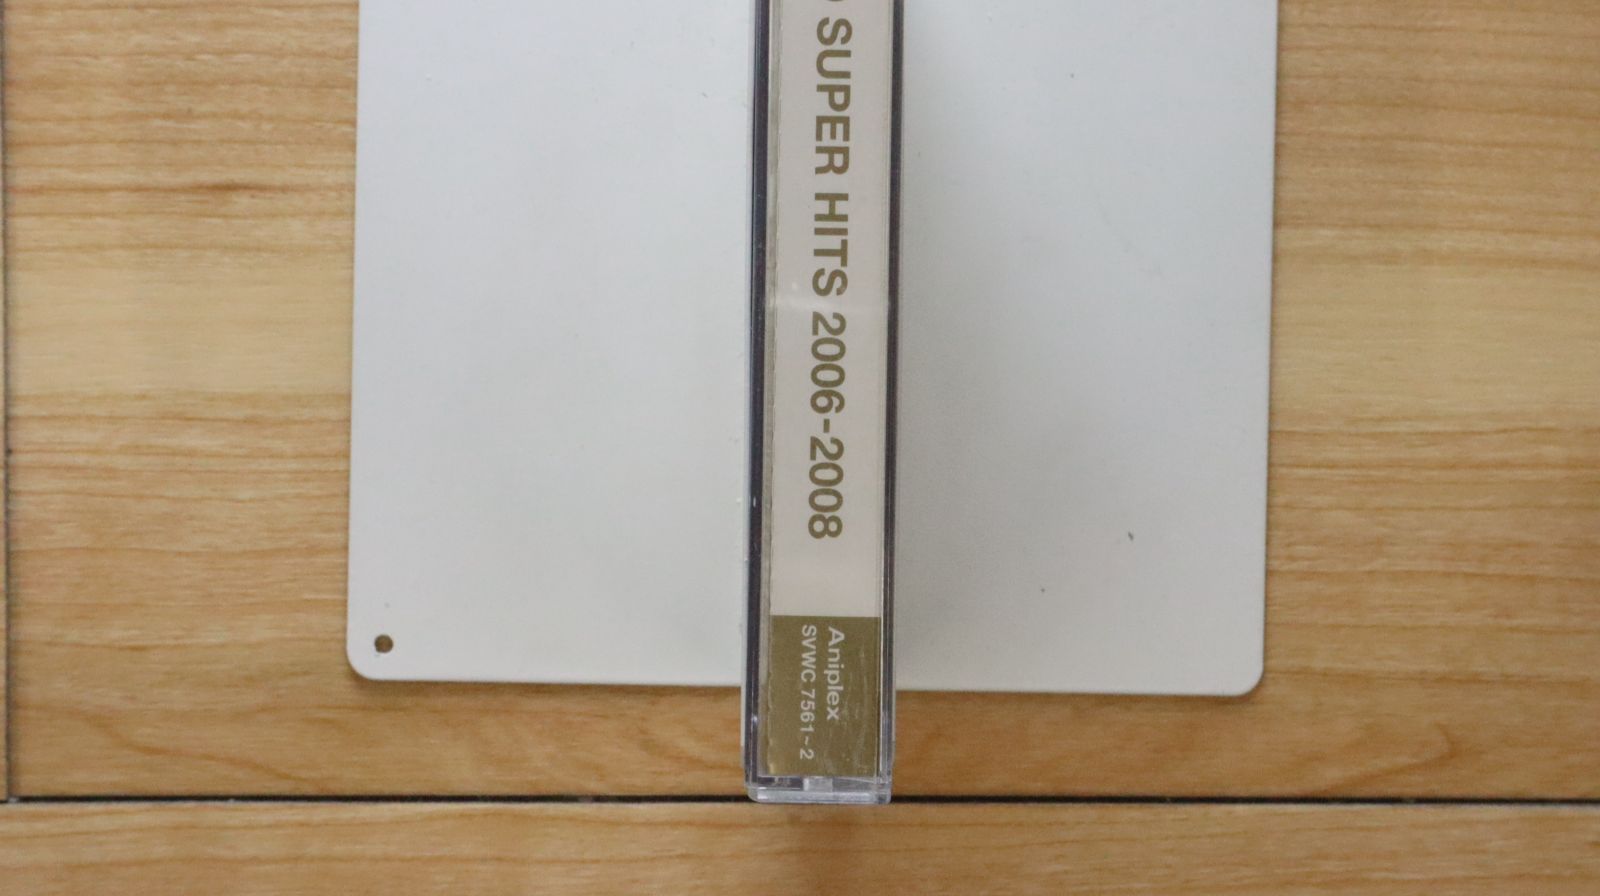 SUPER HITS 2006-2008
Aniplex
SVWC 7561~2